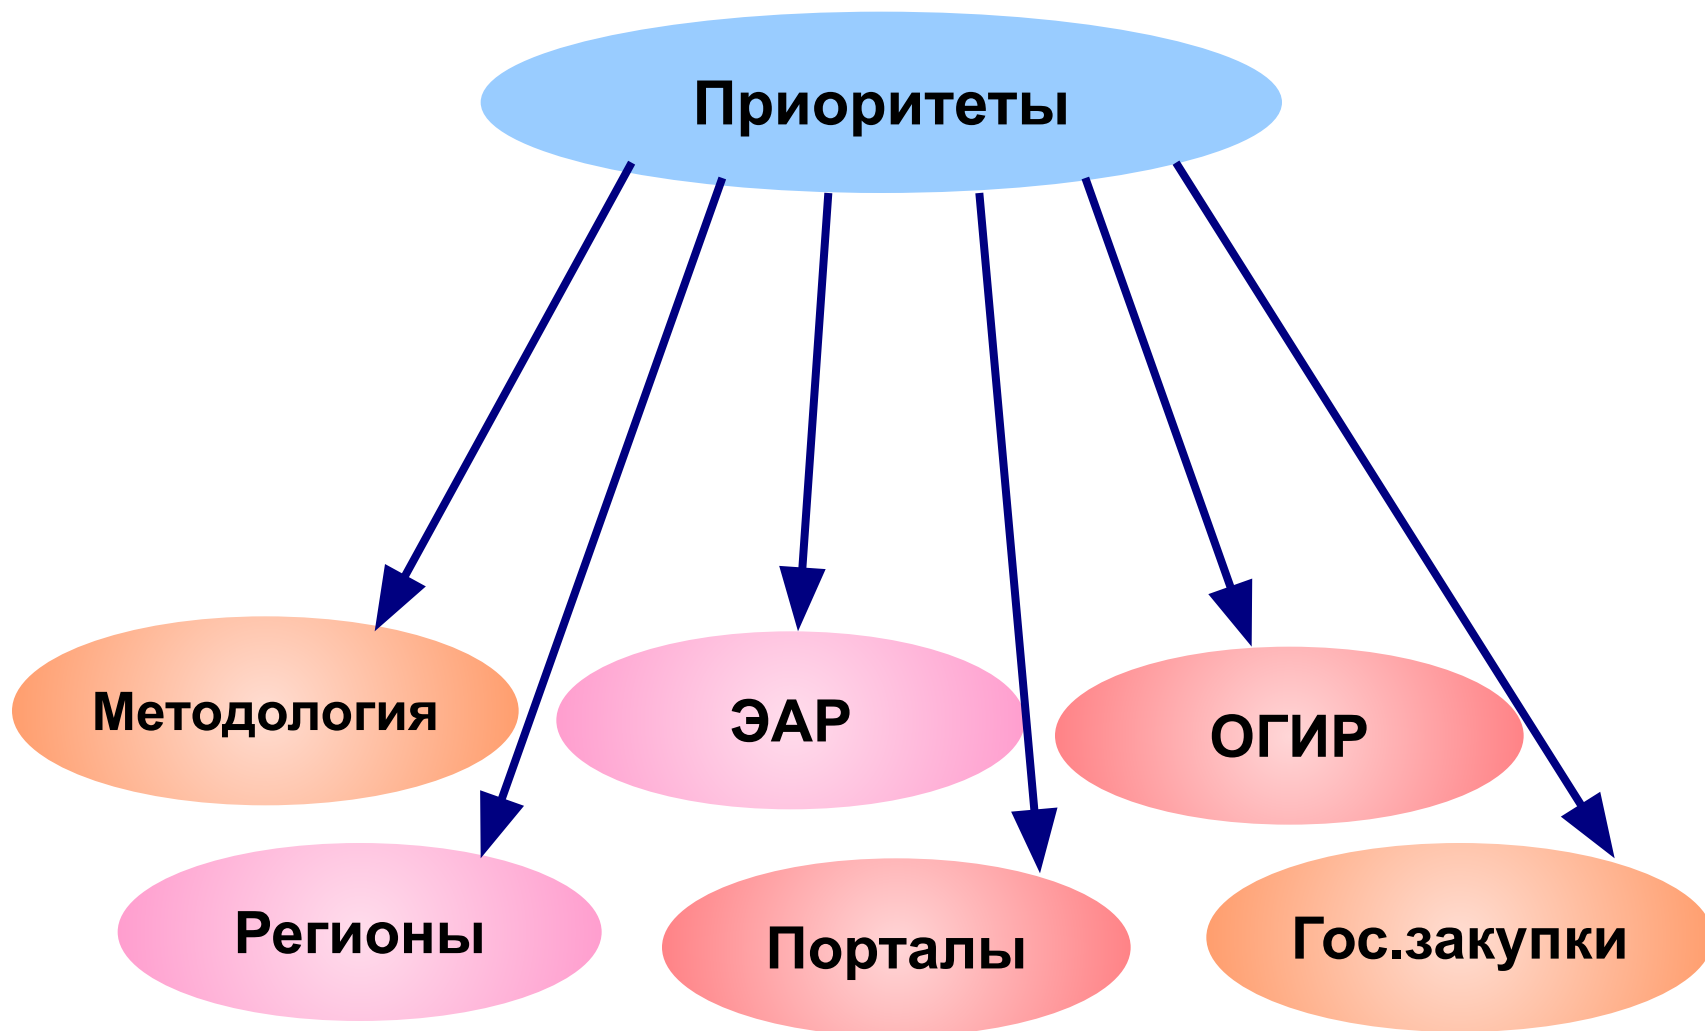 Приоритеты
Методология
ЭАР
ОГИР
Регионы
Порталы
Гос.закупки